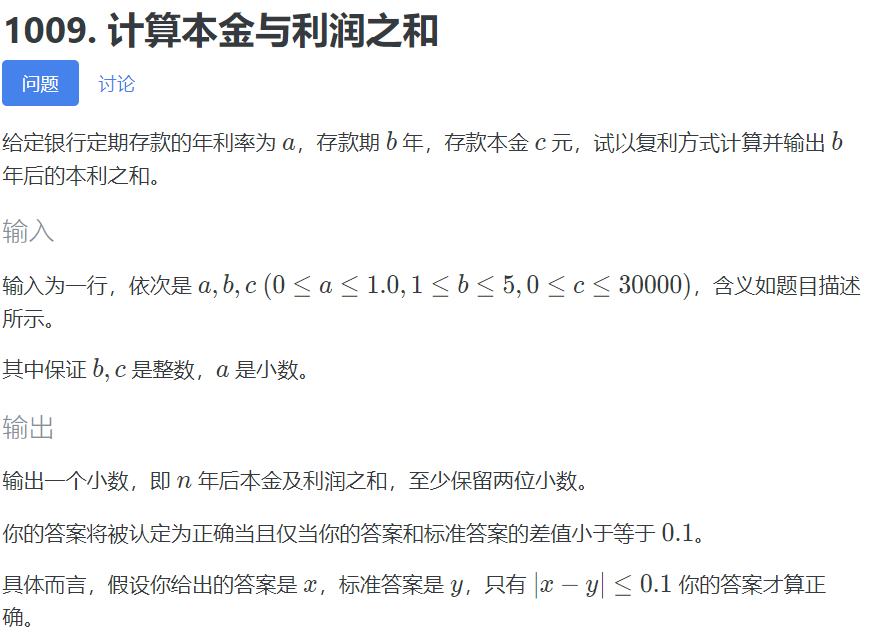 1009. 计算本金与利润之和
问题 讨论
给定银行定期存款的年利率为 a，存款期 b 年，存款本金 c 元，试以复利方式计算并输出 b
年后的本利之和。
输入
输入为一行，依次是 a, b, c (0 ≤ a ≤ 1.0, 1 ≤ b ≤ 5, 0 ≤ c ≤ 30000)，含义如题目描述
所示。
其中保证 b, c 是整数，a 是小数。
输出
输出一个小数，即 n 年后本金及利润之和，至少保留两位小数。
你的答案将被认定为正确当且仅当你的答案和标准答案的差值小于等于 0.1。
具体而言，假设你给出的答案是 x，标准答案是 y，只有 |x − y| ≤ 0.1 你的答案才算正
确。